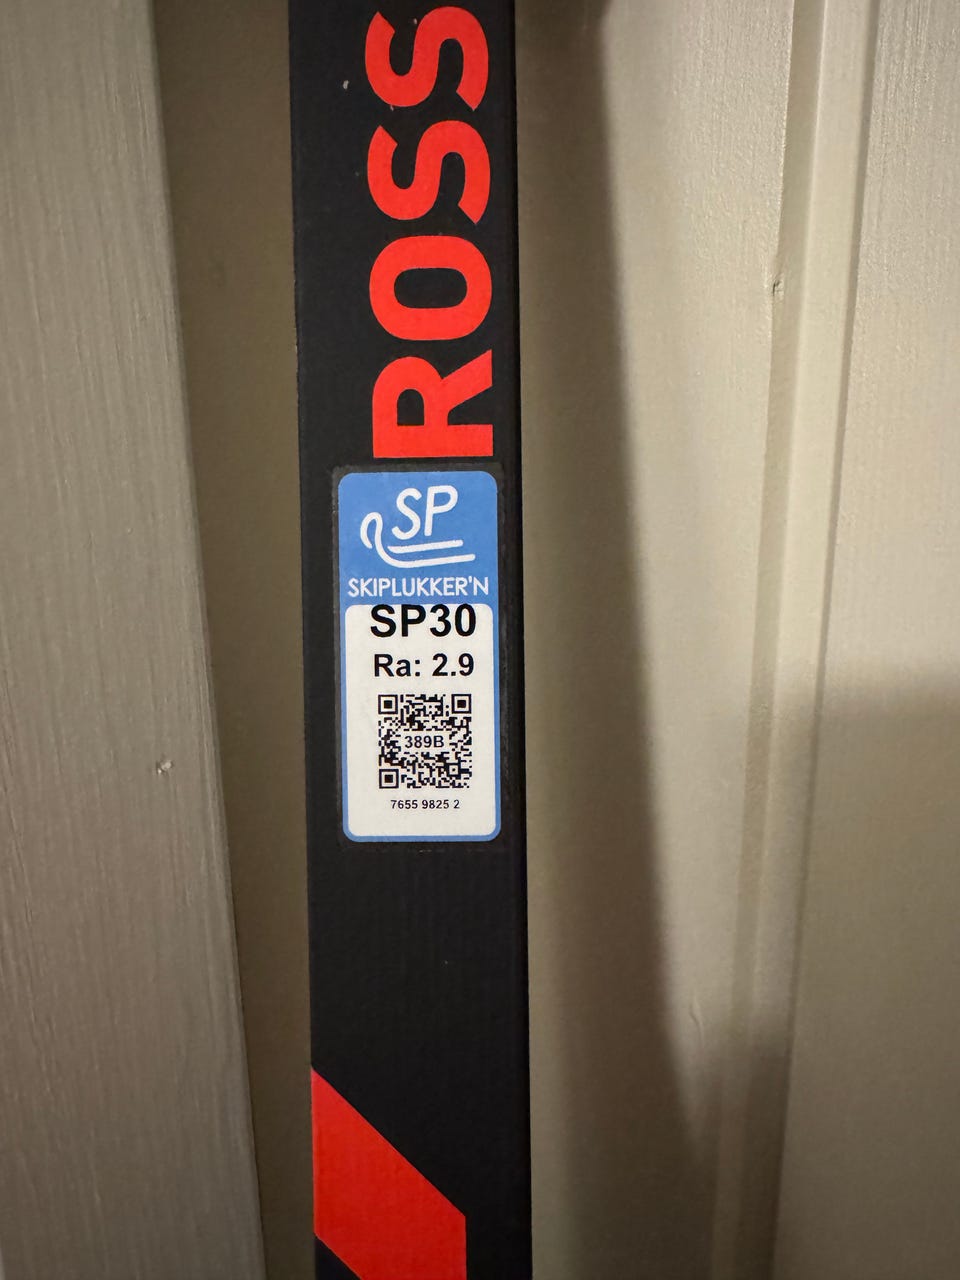 ROSS
SP
SKIPLUKKER'N
SP30
Ra: 2.9
389B
7655 9825 2